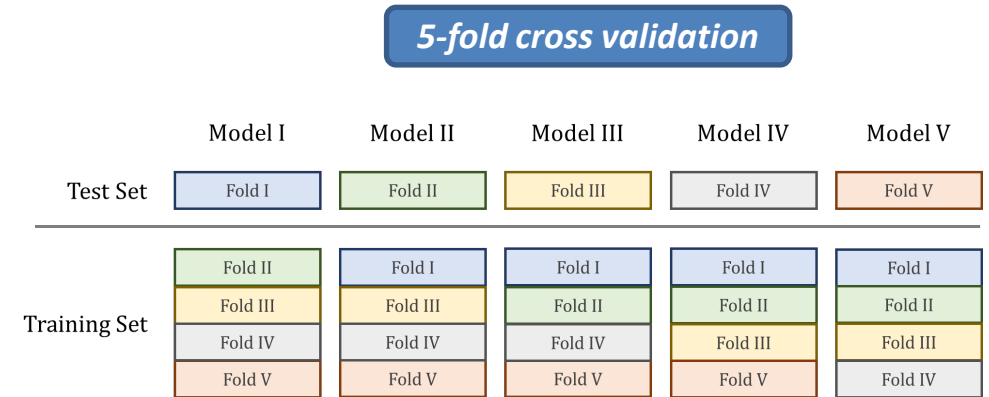 5-fold cross validation
Model I Model II Model III Model IV Model V
Test Set Fold I Fold II Fold III Fold IV Fold V
Fold II Fold I Fold I Fold I Fold I
Fold III Fold III Fold II Fold II Fold II
Training Set
Fold IV Fold IV Fold IV Fold III Fold III
Fold V Fold V Fold V Fold V Fold IV